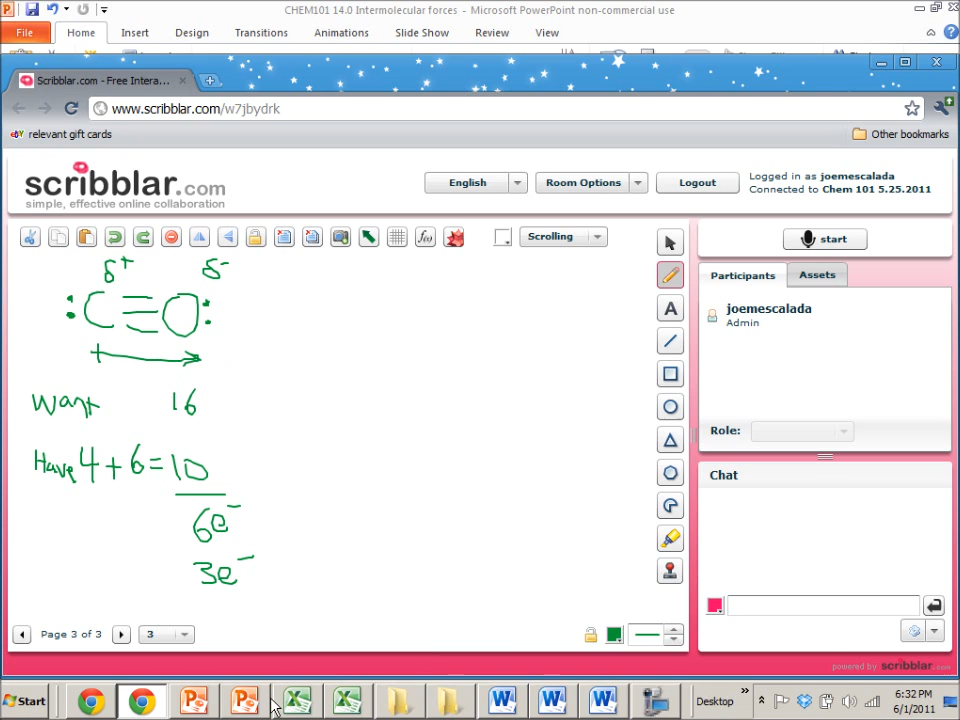 CHEM101 14.0 Intermolecular forces - Microsoft PowerPoint non-commercial use
File Home Insert Design Transitions Animations Slide Show Review View
Scribblar.com - Free Intera...
www.scribblar.com/w7jbydrk
ebY relevant gift cards
Other bookmarks
scribblar.com
simple, effective online collaboration
English
Room Options
Logout
Logged in as joemescalada
Connected to Chem 101 5.25.2011
f(x)
Scrolling
start
Participants
Assets
joemescalada
Admin
Role:
Chat
δ+ δ-
:C≡O:
Want 16
Have 4 + 6 = 10
6e-
3e-
A
Page 3 of 3
3
powered by scribblar.com
Start
Desktop
6:32 PM
6/1/2011